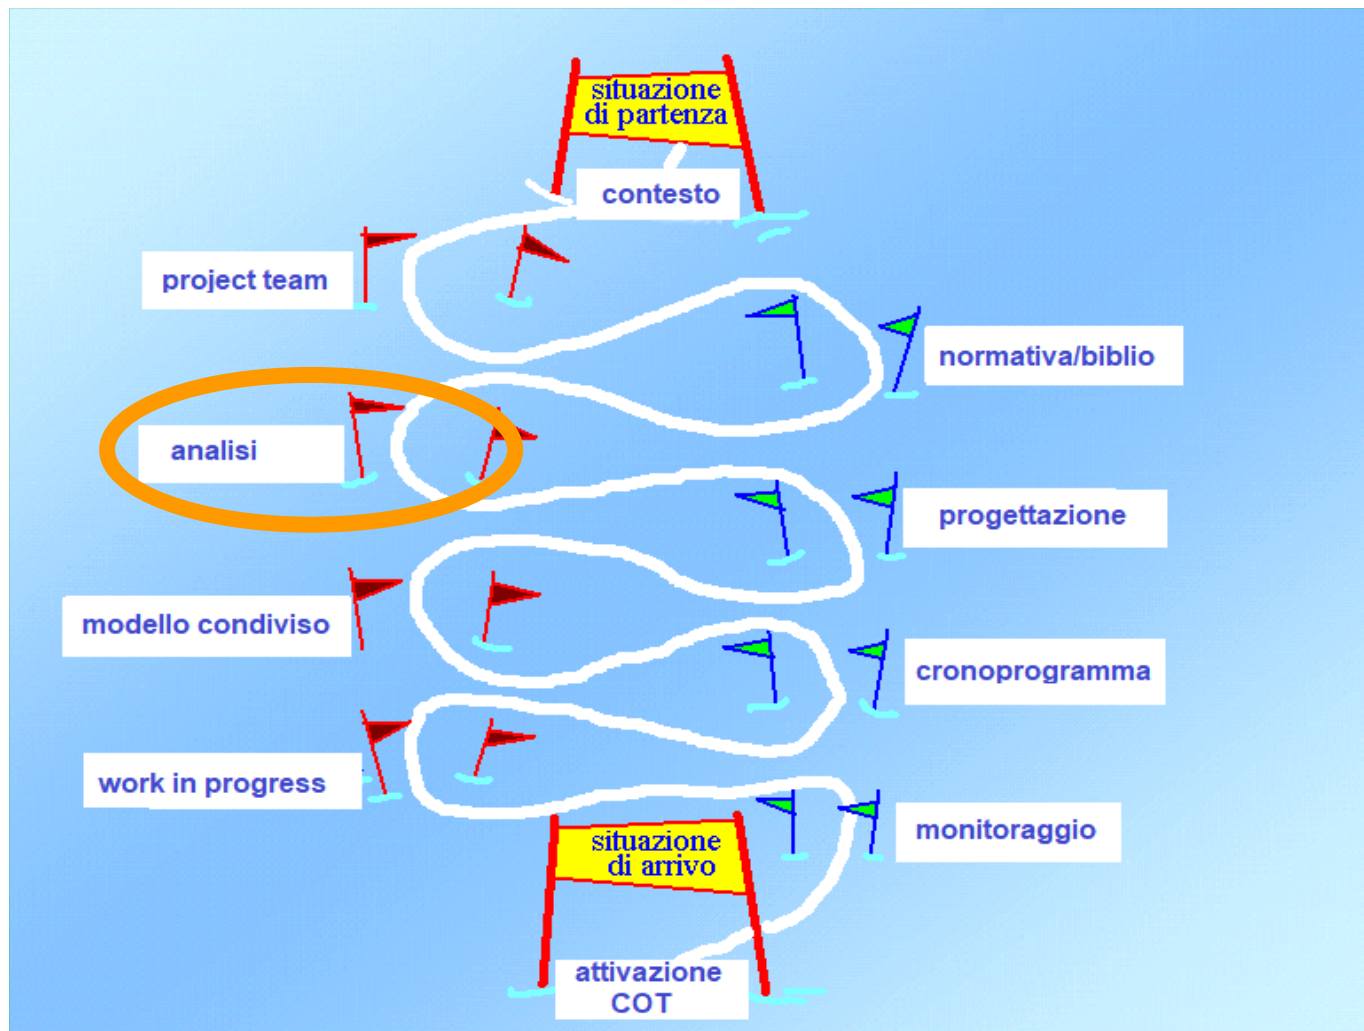 situazione
di partenza
contesto
project team
normativa/biblio
analisi
progettazione
modello condiviso
cronoprogramma
work in progress
monitoraggio
situazione
di arrivo
attivazione
COT